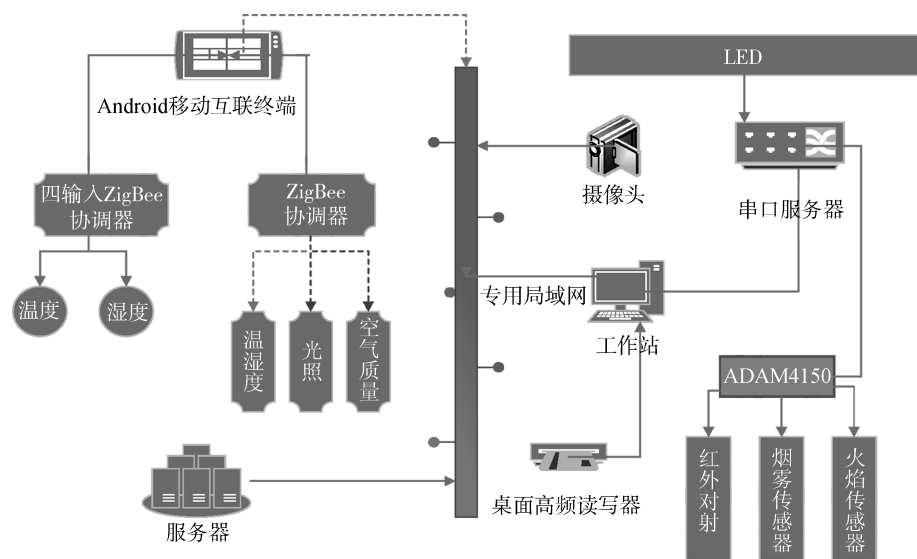 LED
Android移动互联终端
四输入ZigBee
协调器
ZigBee
协调器
摄像头
串口服务器
温度
湿度
温湿度
光照
空气质量
专用局域网
工作站
ADAM4150
红外对射
烟雾传感器
火焰传感器
桌面高频读写器
服务器